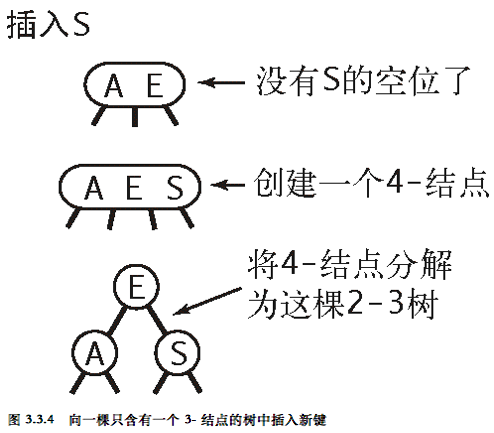 插入S
A E
没有S的空位了
A E S
创建一个4-结点
将4-结点分解
为这棵2-3树
E
A
S
图 3.3.4 向一棵只含有一个 3- 结点的树中插入新键